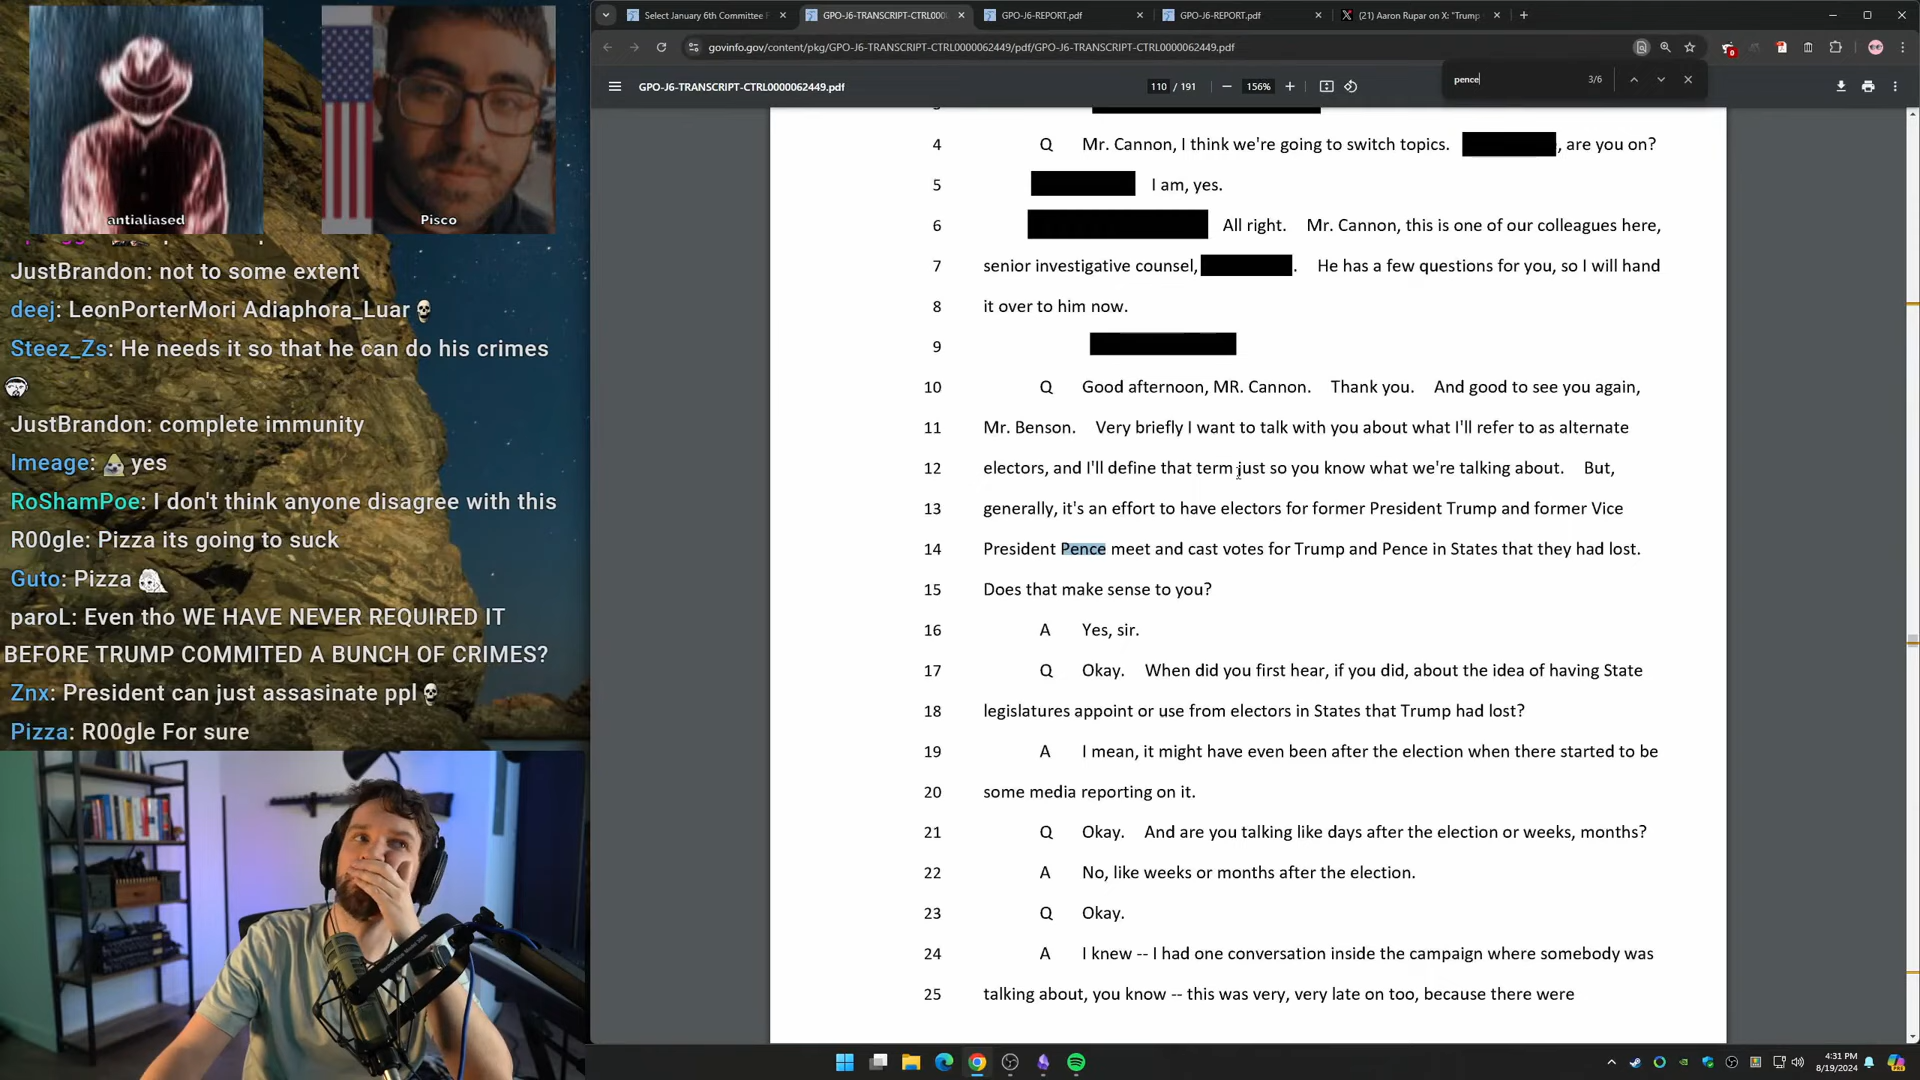 Select January 6th Committee F
GPO-J6-TRANSCRIPT-CTRL0000
GPO-J6-REPORT.pdf
GPO-J6-REPORT.pdf
(21) Aaron Rupar on X: "Trump
govinfo.gov/content/pkg/GPO-J6-TRANSCRIPT-CTRL0000062449/pdf/GPO-J6-TRANSCRIPT-CTRL0000062449.pdf
0
pence 3/6
GPO-J6-TRANSCRIPT-CTRL0000062449.pdf
110 / 191
156%
antialiased
Pisco
JustBrandon: not to some extent
deej: LeonPorterMori Adiaphora_Luar
Steez_Zs: He needs it so that he can do his crimes
JustBrandon: complete immunity
Imeage: yes
RoShamPoe: I don't think anyone disagree with this
R00gle: Pizza its going to suck
Guto: Pizza
paroL: Even tho WE HAVE NEVER REQUIRED IT
BEFORE TRUMP COMMITED A BUNCH OF CRIMES?
Znx: President can just assasinate ppl
Pizza: R00gle For sure
4 Q Mr. Cannon, I think we're going to switch topics. , are you on?
5 I am, yes.
6 All right. Mr. Cannon, this is one of our colleagues here,
7 senior investigative counsel, . He has a few questions for you, so I will hand
8 it over to him now.
9
10 Q Good afternoon, MR. Cannon. Thank you. And good to see you again,
11 Mr. Benson. Very briefly I want to talk with you about what I'll refer to as alternate
12 electors, and I'll define that term just so you know what we're talking about. But,
13 generally, it's an effort to have electors for former President Trump and former Vice
14 President Pence meet and cast votes for Trump and Pence in States that they had lost.
15 Does that make sense to you?
16 A Yes, sir.
17 Q Okay. When did you first hear, if you did, about the idea of having State
18 legislatures appoint or use from electors in States that Trump had lost?
19 A I mean, it might have even been after the election when there started to be
20 some media reporting on it.
21 Q Okay. And are you talking like days after the election or weeks, months?
22 A No, like weeks or months after the election.
23 Q Okay.
24 A I knew -- I had one conversation inside the campaign where somebody was
25 talking about, you know -- this was very, very late on too, because there were
4:31 PM
8/19/2024